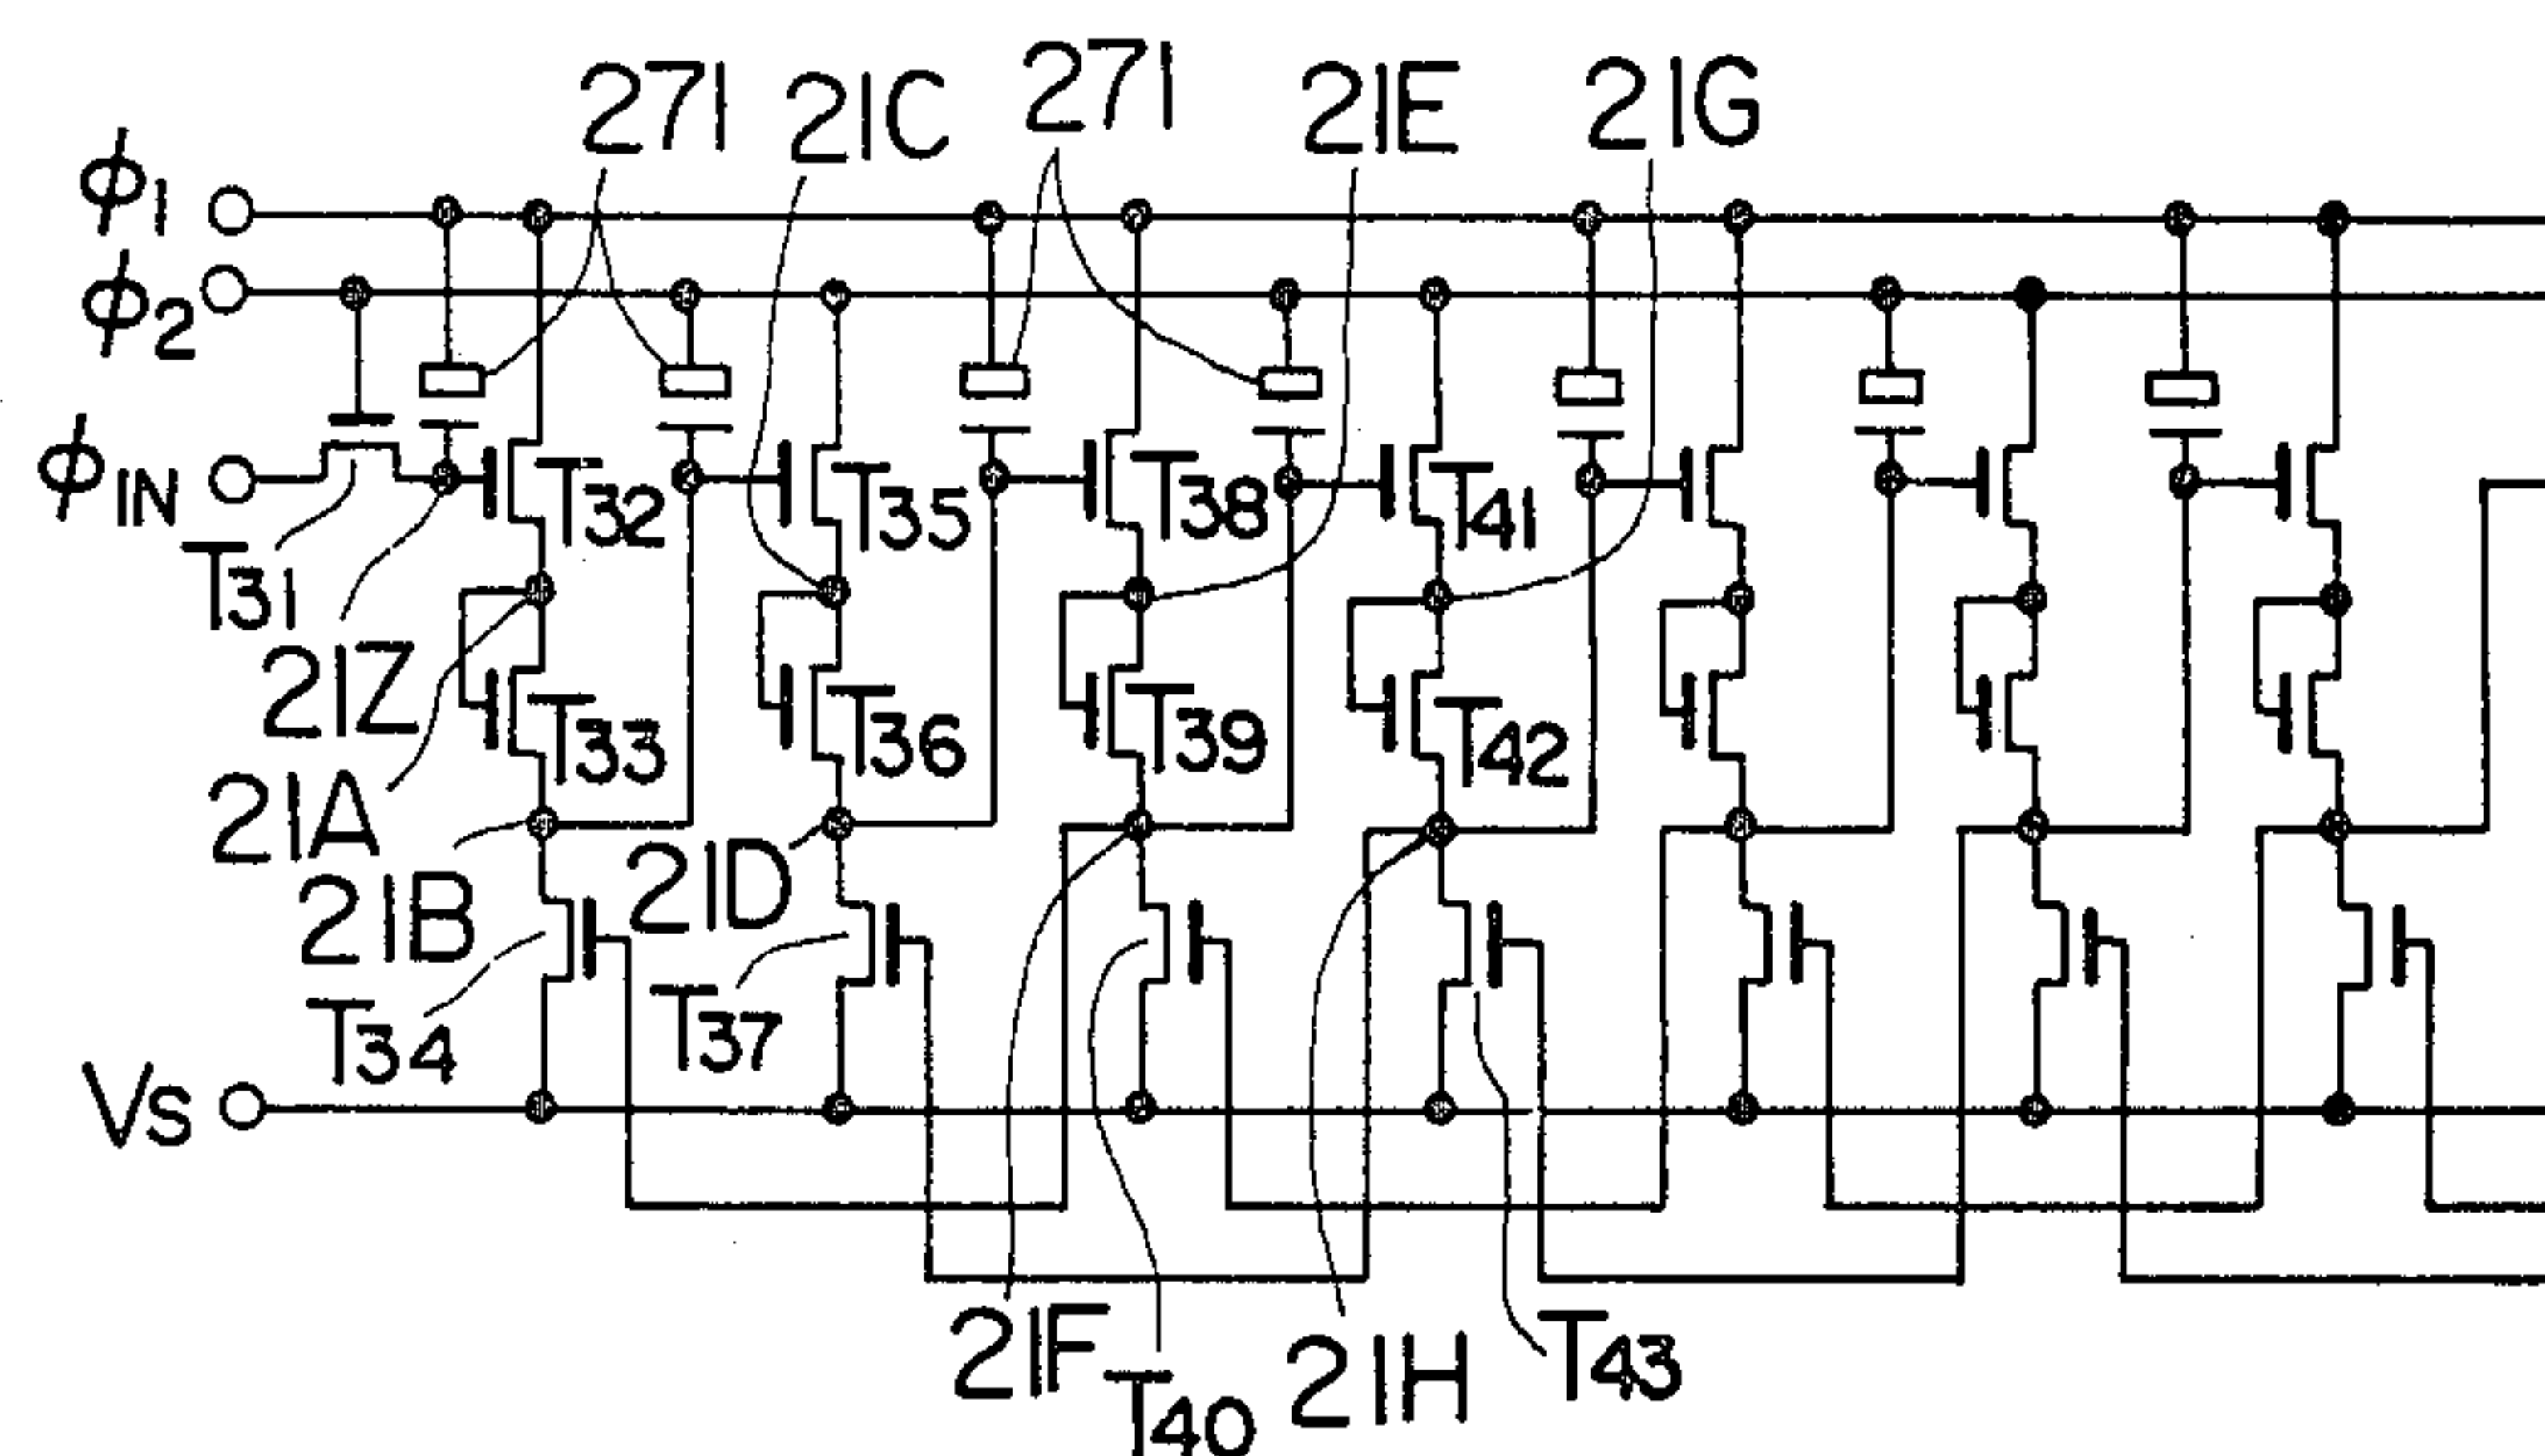 271
21C
271
21E
21G
ϕ1
ϕ2
ϕIN
T31
T32
T35
T38
T41
21Z
T33
T36
T39
T42
21A
21B
21D
T34
T37
VS
21F
T40
21H
T43